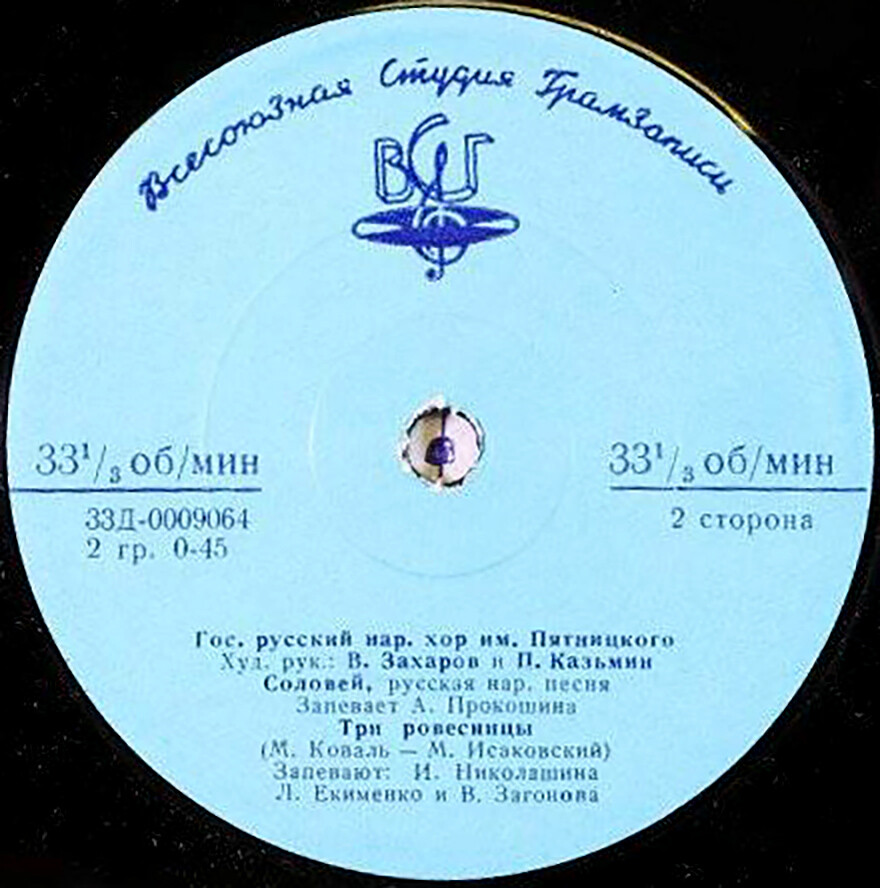 Всесоюзная Студия Грамзаписи
ВСГ
33¹/₃ об/мин
33Д-0009064
2 гр. 0-45
33¹/₃ об/мин
2 сторона
Гос. русский нар. хор им. Пятницкого
Худ. рук.: В. Захаров и П. Казьмин
Соловей, русская нар. песня
Запевает А. Прокошина
Три ровесницы
(М. Коваль — М. Исаковский)
Запевают: И. Николашина
Л. Екименко и В. Загонова